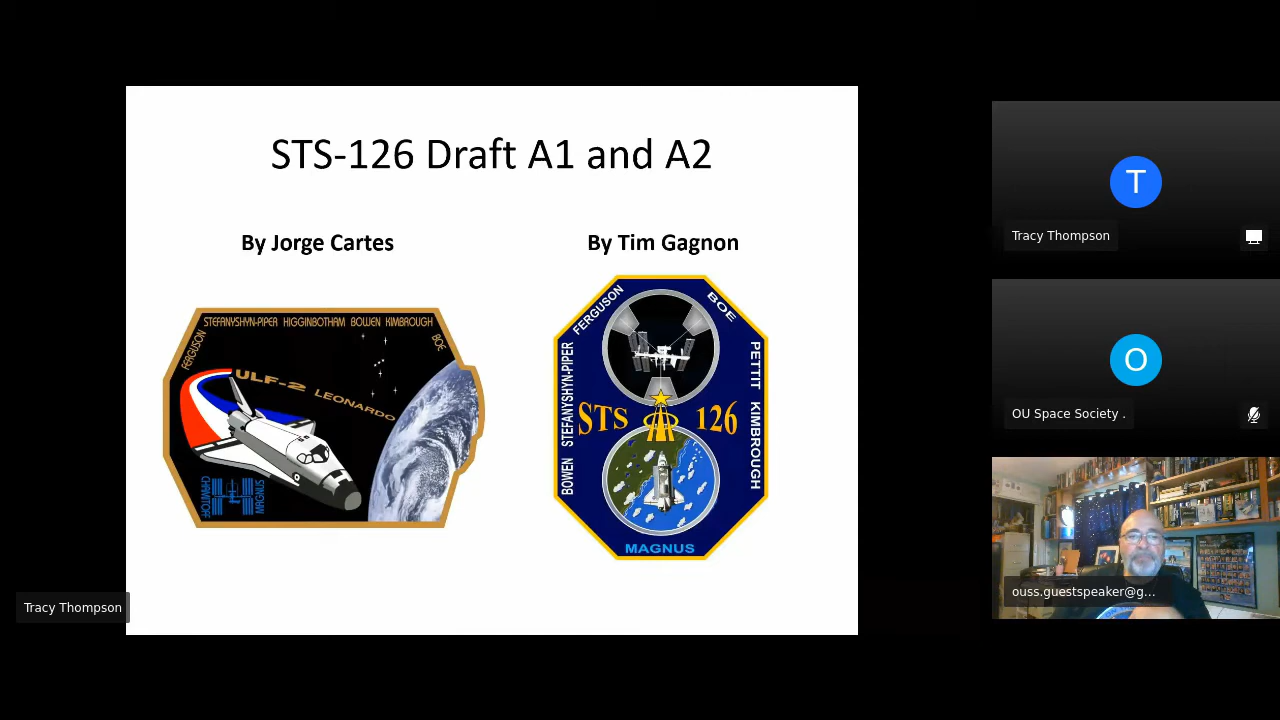 STS-126 Draft A1 and A2
By Jorge Cartes
By Tim Gagnon
STEFANYSHYN-PIPER HIGGINBOTHAM BOWEN KIMBROUGH
FERGUSON
BOE
ULF-2 LEONARDO
CHAMITOFF
MAGNUS
FERGUSON
BOE
BOWEN STEFANYSHYN-PIPER
PETTIT KIMBROUGH
STS 126
MAGNUS
Tracy Thompson
T
Tracy Thompson
O
OU Space Society .
ouss.guestspeaker@g...